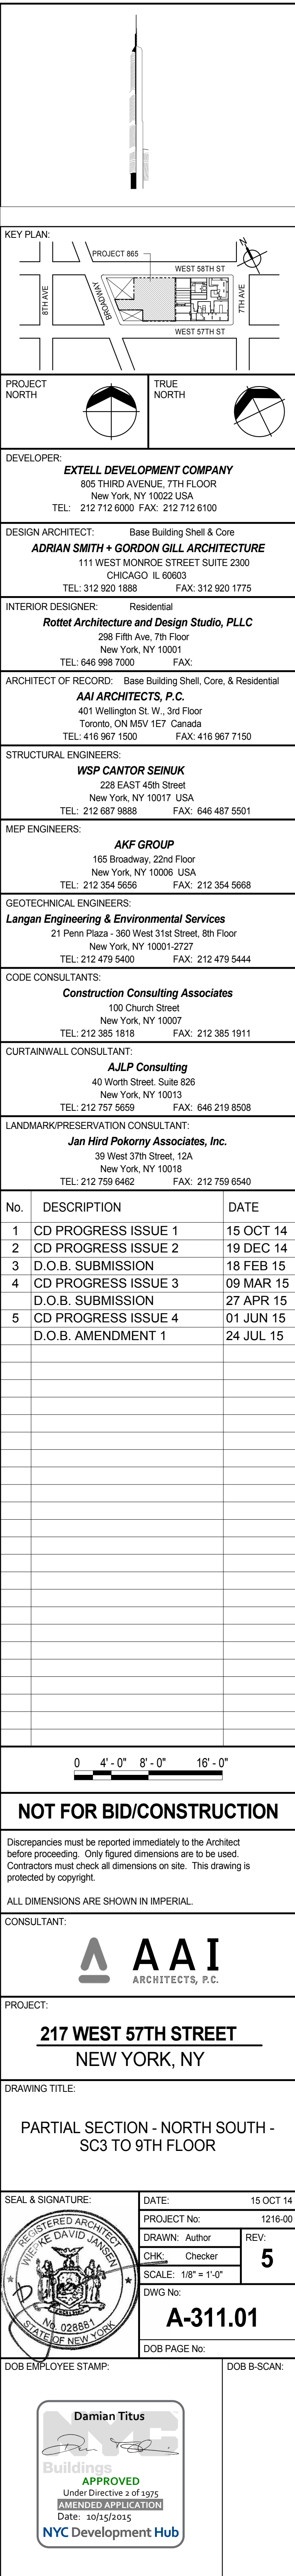 KEY PLAN:
N
PROJECT 865
WEST 58TH ST
8TH AVE
BROADWAY
7TH AVE
WEST 57TH ST
PROJECT
NORTH
TRUE
NORTH
DEVELOPER:
EXTELL DEVELOPMENT COMPANY
805 THIRD AVENUE, 7TH FLOOR
New York, NY 10022 USA
TEL: 212 712 6000 FAX: 212 712 6100
DESIGN ARCHITECT: Base Building Shell & Core
ADRIAN SMITH + GORDON GILL ARCHITECTURE
111 WEST MONROE STREET SUITE 2300
CHICAGO IL 60603
TEL: 312 920 1888 FAX: 312 920 1775
INTERIOR DESIGNER: Residential
Rottet Architecture and Design Studio, PLLC
298 Fifth Ave, 7th Floor
New York, NY 10001
TEL: 646 998 7000 FAX:
ARCHITECT OF RECORD: Base Building Shell, Core, & Residential
AAI ARCHITECTS, P.C.
401 Wellington St. W., 3rd Floor
Toronto, ON M5V 1E7 Canada
TEL: 416 967 1500 FAX: 416 967 7150
STRUCTURAL ENGINEERS:
WSP CANTOR SEINUK
228 EAST 45th Street
New York, NY 10017 USA
TEL: 212 687 9888 FAX: 646 487 5501
MEP ENGINEERS:
AKF GROUP
165 Broadway, 22nd Floor
New York, NY 10006 USA
TEL: 212 354 5656 FAX: 212 354 5668
GEOTECHNICAL ENGINEERS:
Langan Engineering & Environmental Services
21 Penn Plaza - 360 West 31st Street, 8th Floor
New York, NY 10001-2727
TEL: 212 479 5400 FAX: 212 479 5444
CODE CONSULTANTS:
Construction Consulting Associates
100 Church Street
New York, NY 10007
TEL: 212 385 1818 FAX: 212 385 1911
CURTAINWALL CONSULTANT:
AJLP Consulting
40 Worth Street. Suite 826
New York, NY 10013
TEL: 212 757 5659 FAX: 646 219 8508
LANDMARK/PRESERVATION CONSULTANT:
Jan Hird Pokorny Associates, Inc.
39 West 37th Street, 12A
New York, NY 10018
TEL: 212 759 6462 FAX: 212 759 6540
No. DESCRIPTION DATE
1 CD PROGRESS ISSUE 1 15 OCT 14
2 CD PROGRESS ISSUE 2 19 DEC 14
3 D.O.B. SUBMISSION 18 FEB 15
4 CD PROGRESS ISSUE 3 09 MAR 15
D.O.B. SUBMISSION 27 APR 15
5 CD PROGRESS ISSUE 4 01 JUN 15
D.O.B. AMENDMENT 1 24 JUL 15
0 4' - 0" 8' - 0" 16' - 0"
NOT FOR BID/CONSTRUCTION
Discrepancies must be reported immediately to the Architect
before proceeding. Only figured dimensions are to be used.
Contractors must check all dimensions on site. This drawing is
protected by copyright.
ALL DIMENSIONS ARE SHOWN IN IMPERIAL.
CONSULTANT:
AAI
ARCHITECTS, P.C.
PROJECT:
217 WEST 57TH STREET
NEW YORK, NY
DRAWING TITLE:
PARTIAL SECTION - NORTH SOUTH -
SC3 TO 9TH FLOOR
SEAL & SIGNATURE:
REGISTERED ARCHITECT
WIEPKE DAVID JANSEN
No. 028881
STATE OF NEW YORK
DATE: 15 OCT 14
PROJECT No: 1216-00
DRAWN: Author
CHK: Checker
SCALE: 1/8" = 1'-0"
REV:
5
DWG No:
A-311.01
DOB PAGE No:
DOB EMPLOYEE STAMP:
DOB B-SCAN:
Damian Titus
NYC
Buildings
APPROVED
Under Directive 2 of 1975
AMENDED APPLICATION
Date: 10/15/2015
NYC Development Hub